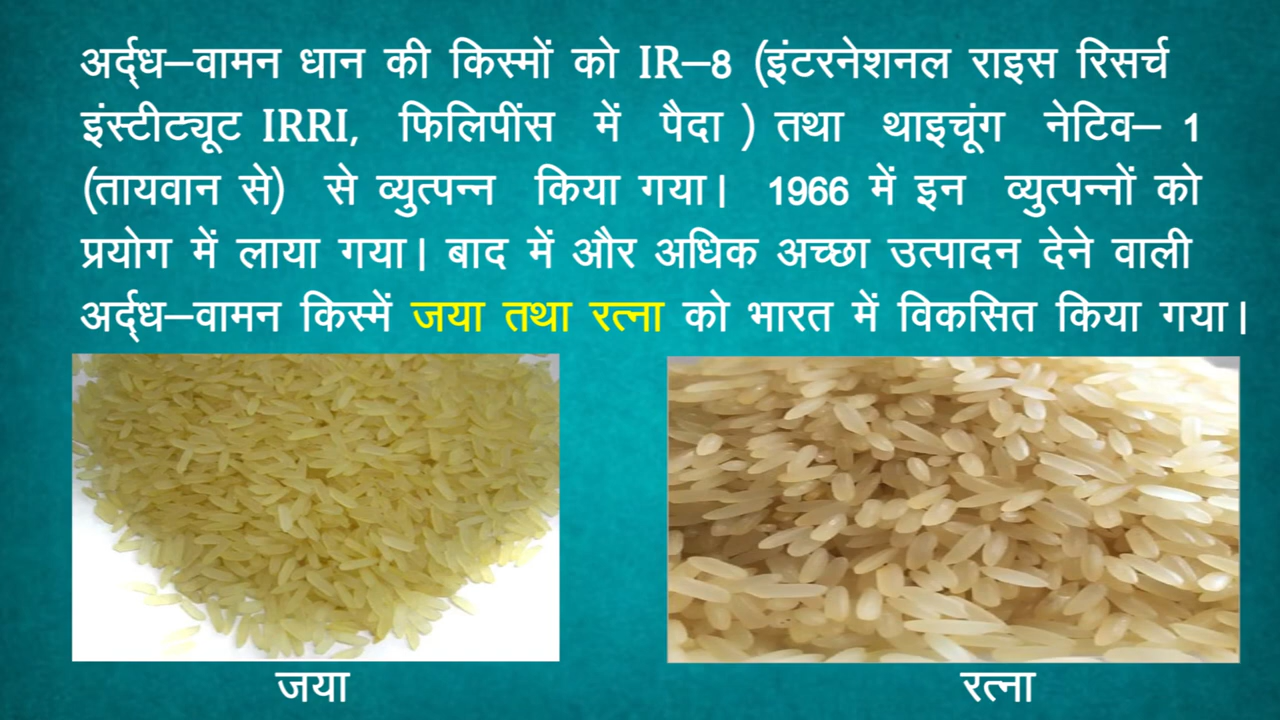 अर्द्ध–वामन धान की किस्मों को IR–8 (इंटरनेशनल राइस रिसर्च
इंस्टीट्यूट IRRI, फिलिपींस में पैदा ) तथा थाइचूंग नेटिव– 1
(तायवान से) से व्युत्पन्न किया गया। 1966 में इन व्युत्पन्नों को
प्रयोग में लाया गया। बाद में और अधिक अच्छा उत्पादन देने वाली
अर्द्ध–वामन किस्में जया तथा रत्ना को भारत में विकसित किया गया।
जया
रत्ना